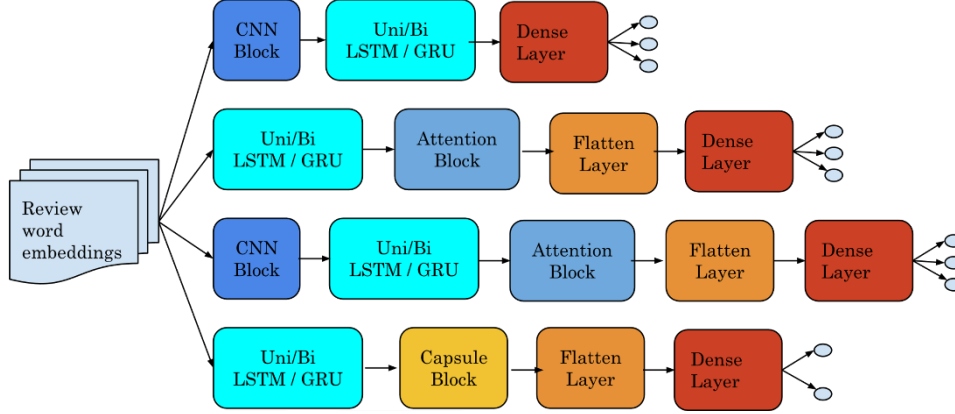 CNN
Block
Uni/Bi
LSTM / GRU
Dense
Layer
Uni/Bi
LSTM / GRU
Attention
Block
Flatten
Layer
Dense
Layer
Review
word
embeddings
CNN
Block
Uni/Bi
LSTM / GRU
Attention
Block
Flatten
Layer
Dense
Layer
Uni/Bi
LSTM / GRU
Capsule
Block
Flatten
Layer
Dense
Layer